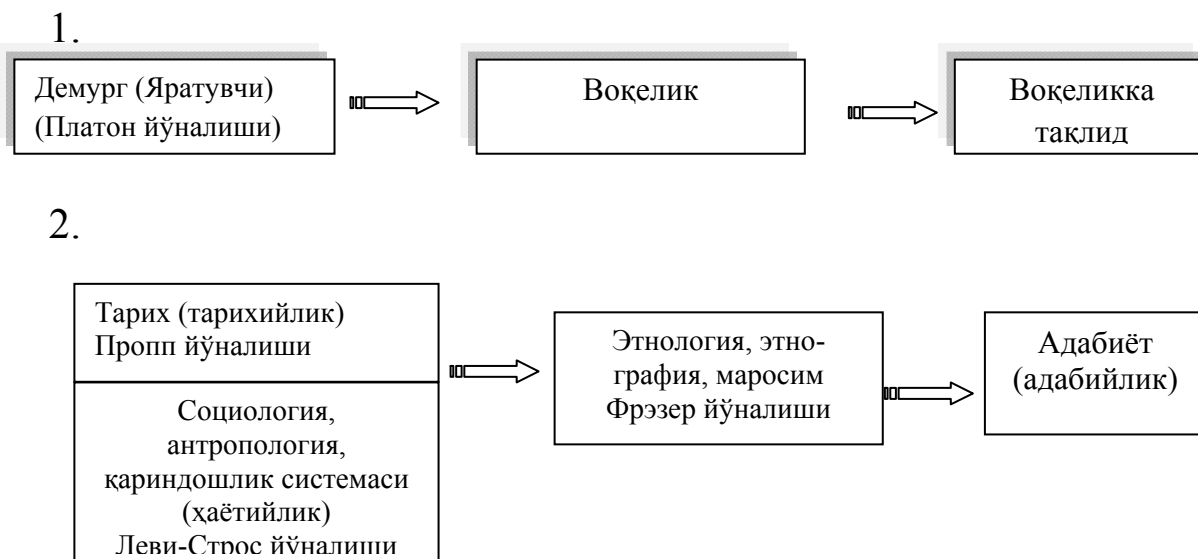 1.
Демург (Яратувчи)
(Платон йўналиши)
Воқелик
Воқеликка
тақлид
2.
Тарих (тарихийлик)
Пропп йўналиши
Социология,
антропология,
қариндошлик системаси
(ҳаётийлик)
Леви-Строс йўналиши
Этнология, этно-
графия, маросим
Фрэзер йўналиши
Адабиёт
(адабийлик)